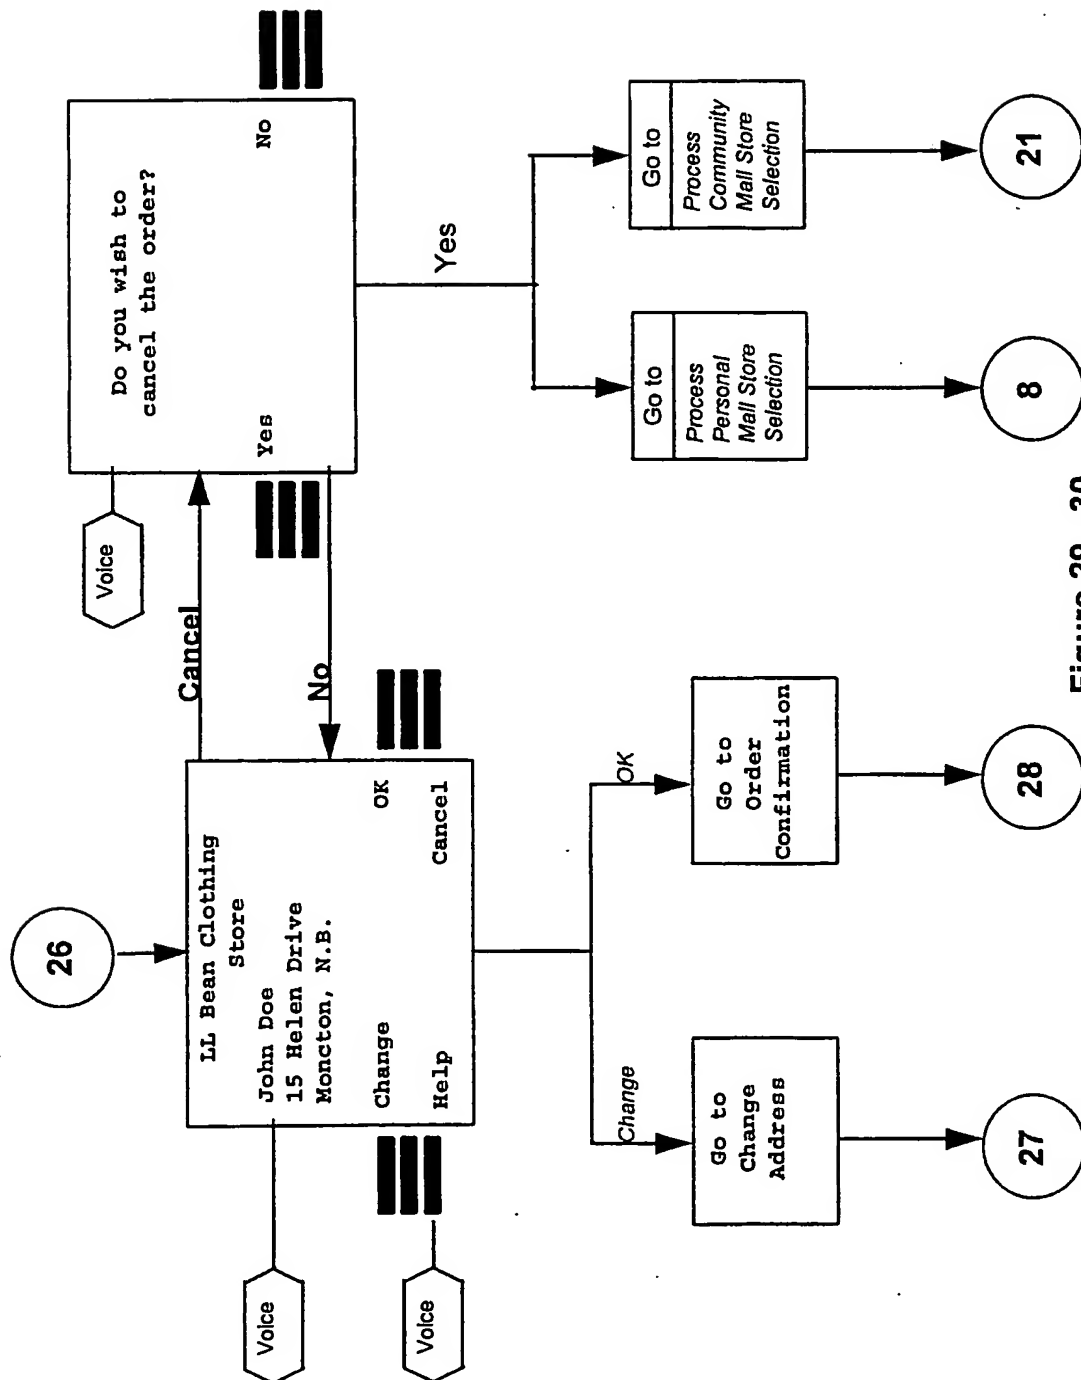 26
LL Bean Clothing
Store
John Doe
15 Helen Drive
Moncton, N.B.
Change
OK
Help
Cancel
Voice
Voice
Cancel
No
Voice
Do you wish to
cancel the order?
Yes
No
Change
OK
Go to
Change
Address
27
Go to
Order
Confirmation
28
Yes
Go to
Process
Personal
Mall Store
Selection
8
Go to
Process
Community
Mall Store
Selection
21
Figure 29
30